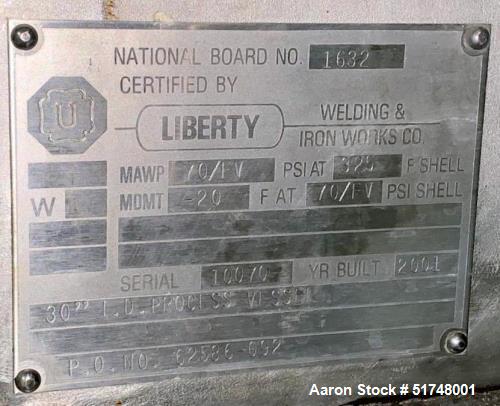 NATIONAL BOARD NO. 1632
CERTIFIED BY
U
LIBERTY WELDING & IRON WORKS CO.
MAWP 70/FV PSI AT 325 F SHELL
W MDMT -20 F AT 70/FV PSI SHELL
SERIAL 10070 YR BUILT 2001
30" I.D. PROCESS VESSEL
P.O. NO. 62586-092
Aaron Stock # 51748001